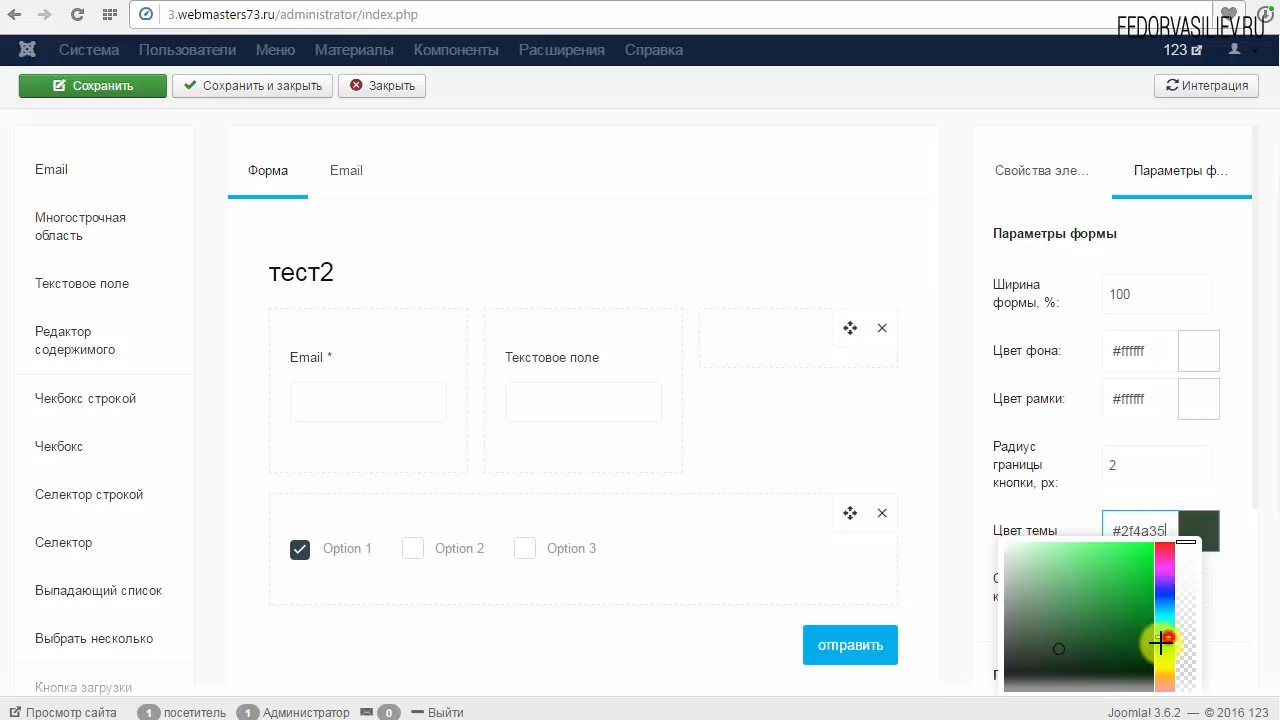 3.webmasters73.ru/administrator/index.php
FEDORVASILIEV.RU
Система Пользователи Меню Материалы Компоненты Расширения Справка 123
Сохранить Сохранить и закрыть Закрыть Интеграция
Email
Многострочная
область
Текстовое поле
Редактор
содержимого
Чекбокс строкой
Чекбокс
Селектор строкой
Селектор
Выпадающий список
Выбрать несколько
Кнопка загрузки
Форма Email
тест2
Email * Текстовое поле
Option 1 Option 2 Option 3
отправить
Свойства эле... Параметры ф...
Параметры формы
Ширина
формы, %:
100
Цвет фона: #ffffff
Цвет рамки: #ffffff
Радиус
границы
кнопки, px:
2
Цвет темы #2f4a35
Просмотр сайта 1 посетитель 1 Администратор 0 Выйти
Joomla! 3.6.2 — © 2016 123